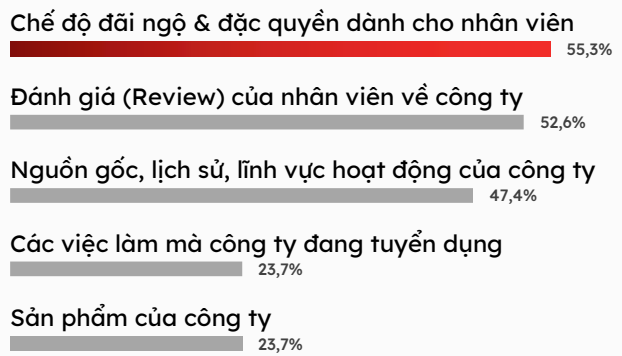 Chế độ đãi ngộ & đặc quyền dành cho nhân viên
55,3%
Đánh giá (Review) của nhân viên về công ty
52,6%
Nguồn gốc, lịch sử, lĩnh vực hoạt động của công ty
47,4%
Các việc làm mà công ty đang tuyển dụng
23,7%
Sản phẩm của công ty
23,7%